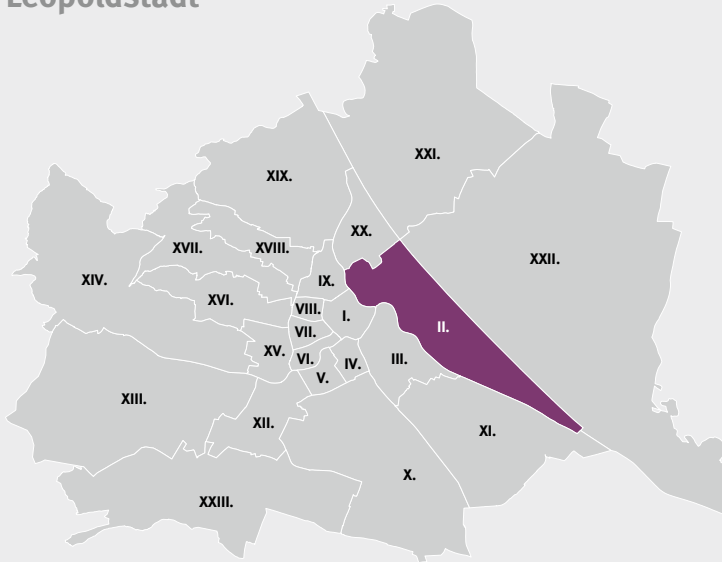 Leopoldstadt
XXI.
XIX.
XX.
XVII.
XVIII.
XXII.
XIV.
IX.
XVI.
VIII.
I.
II.
VII.
XV.
VI.
IV.
III.
V.
XIII.
XII.
XI.
X.
XXIII.